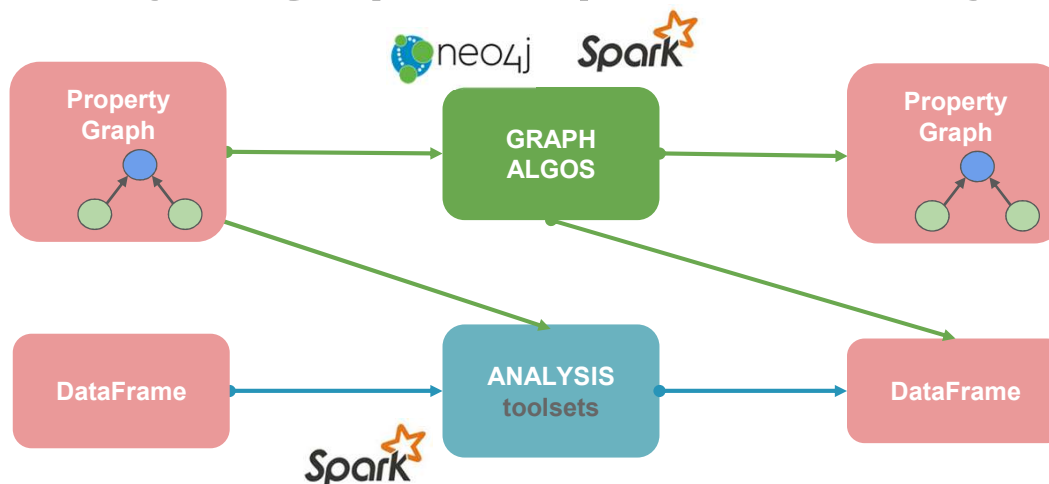 neo4j Spark
Property
Graph
GRAPH
ALGOS
Property
Graph
DataFrame
ANALYSIS
toolsets
DataFrame
Spark